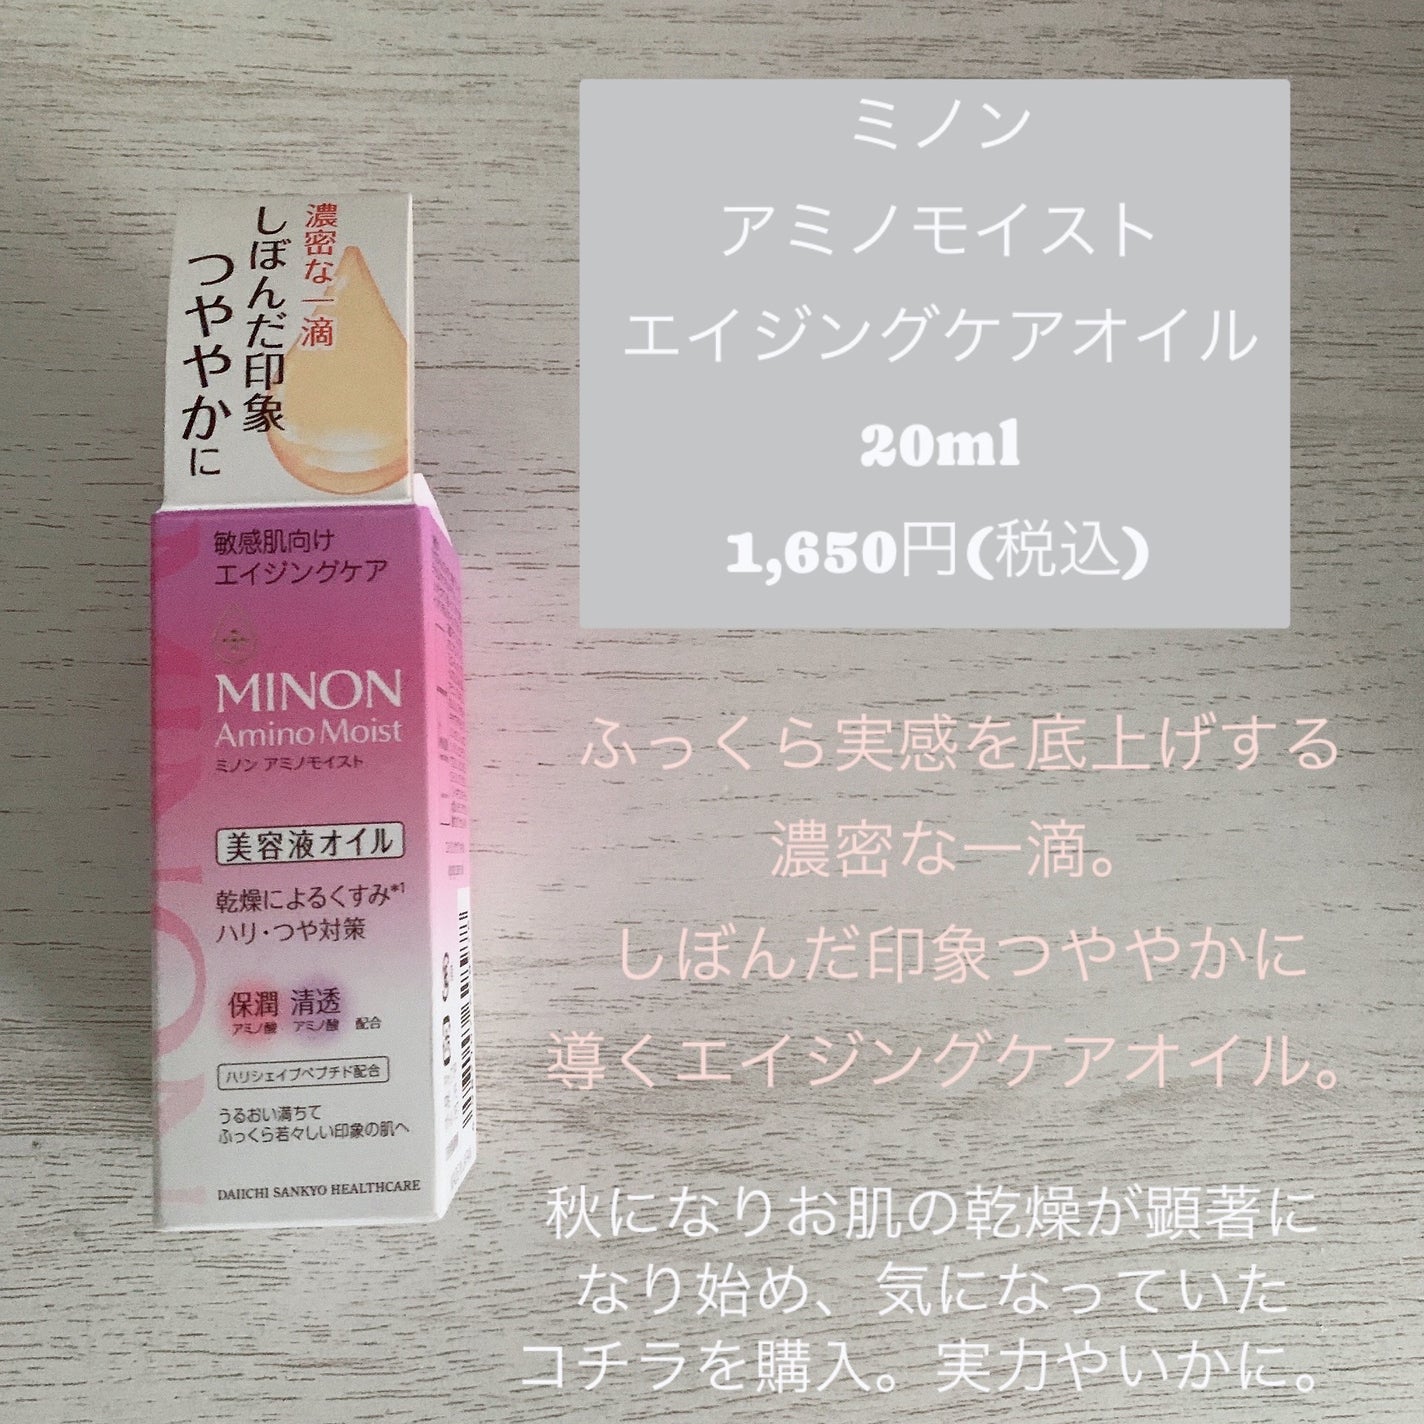 濃密な一滴
しぼんだ印象
つややかに
敏感肌向け
エイジングケア
MINON
Amino Moist
ミノン アミノモイスト
美容液オイル
乾燥によるくすみ*1
ハリ・つや対策
保潤 清透
アミノ酸 アミノ酸 配合
ハリシェイプペプチド配合
うるおい満ちて
ふっくら若々しい印象の肌へ
DAIICHI SANKYO HEALTHCARE
ミノン
アミノモイスト
エイジングケアオイル
20ml
1,650円(税込)
ふっくら実感を底上げする
濃密な一滴。
しぼんだ印象つややかに
導くエイジングケアオイル。
秋になりお肌の乾燥が顕著に
なり始め、気になっていた
コチラを購入。実力やいかに。